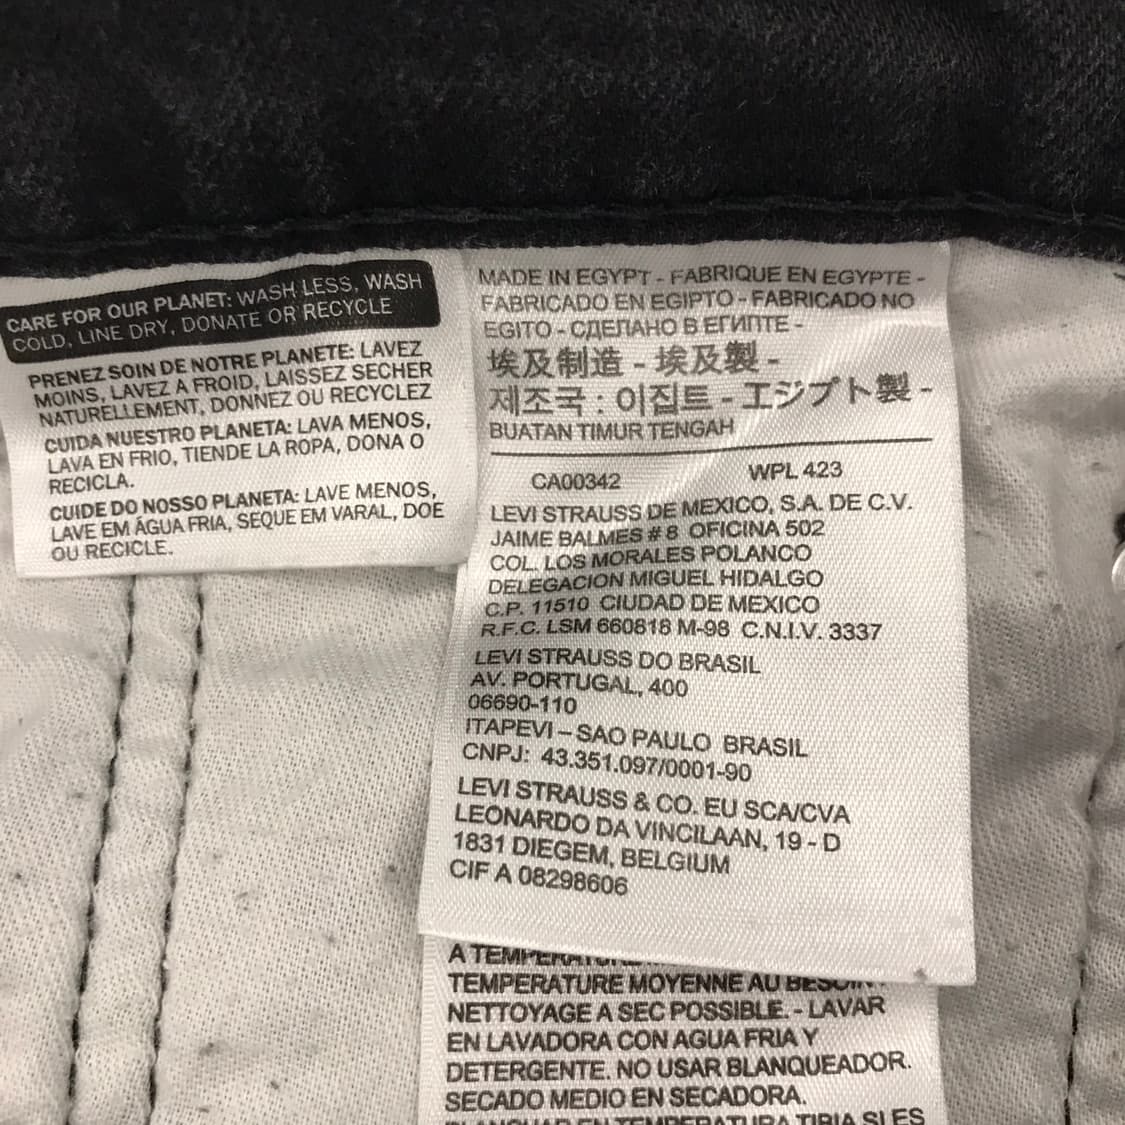 CARE FOR OUR PLANET: WASH LESS, WASH
COLD, LINE DRY, DONATE OR RECYCLE
PRENEZ SOIN DE NOTRE PLANETE: LAVEZ
MOINS, LAVEZ A FROID, LAISSEZ SECHER
NATURELLEMENT, DONNEZ OU RECYCLEZ
CUIDA NUESTRO PLANETA: LAVA MENOS,
LAVA EN FRIO, TIENDE LA ROPA, DONA O
RECICLA.
CUIDE DO NOSSO PLANETA: LAVE MENOS,
LAVE EM ÁGUA FRIA, SEQUE EM VARAL, DOE
OU RECICLE.
MADE IN EGYPT - FABRIQUE EN EGYPTE -
FABRICADO EN EGIPTO - FABRICADO NO
EGITO - СДЕЛАНО В ЕГИПТЕ -
埃及制造 - 埃及製 -
제조국 : 이집트 - エジプト製 -
BUATAN TIMUR TENGAH
CA00342 WPL 423
LEVI STRAUSS DE MEXICO, S.A. DE C.V.
JAIME BALMES # 8 OFICINA 502
COL. LOS MORALES POLANCO
DELEGACION MIGUEL HIDALGO
C.P. 11510 CIUDAD DE MEXICO
R.F.C. LSM 660818 M-98 C.N.I.V. 3337
LEVI STRAUSS DO BRASIL
AV. PORTUGAL, 400
06690-110
ITAPEVI – SAO PAULO BRASIL
CNPJ: 43.351.097/0001-90
LEVI STRAUSS & CO. EU SCA/CVA
LEONARDO DA VINCILAAN, 19 - D
1831 DIEGEM, BELGIUM
CIF A 08298606
A
TEMPERATURE MOYENNE AU BESOIN.
NETTOYAGE A SEC POSSIBLE. - LAVAR
EN LAVADORA CON AGUA FRIA Y
DETERGENTE. NO USAR BLANQUEADOR.
SECADO MEDIO EN SECADORA.
TEMPERATURA TIBIA SI ES